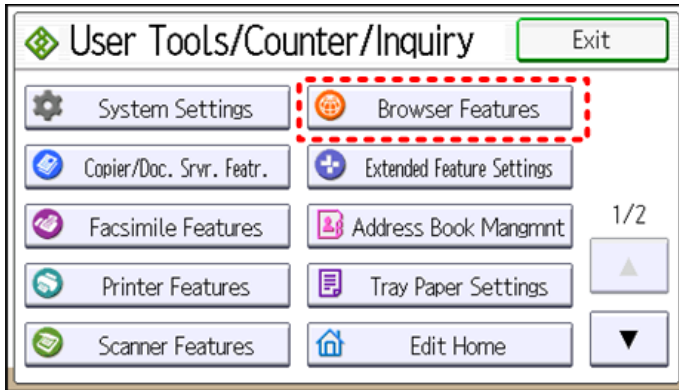 User Tools/Counter/Inquiry
Exit
System Settings
Browser Features
Copier/Doc. Srvr. Featr.
Extended Feature Settings
Facsimile Features
Address Book Mangmnt
1/2
Printer Features
Tray Paper Settings
Scanner Features
Edit Home